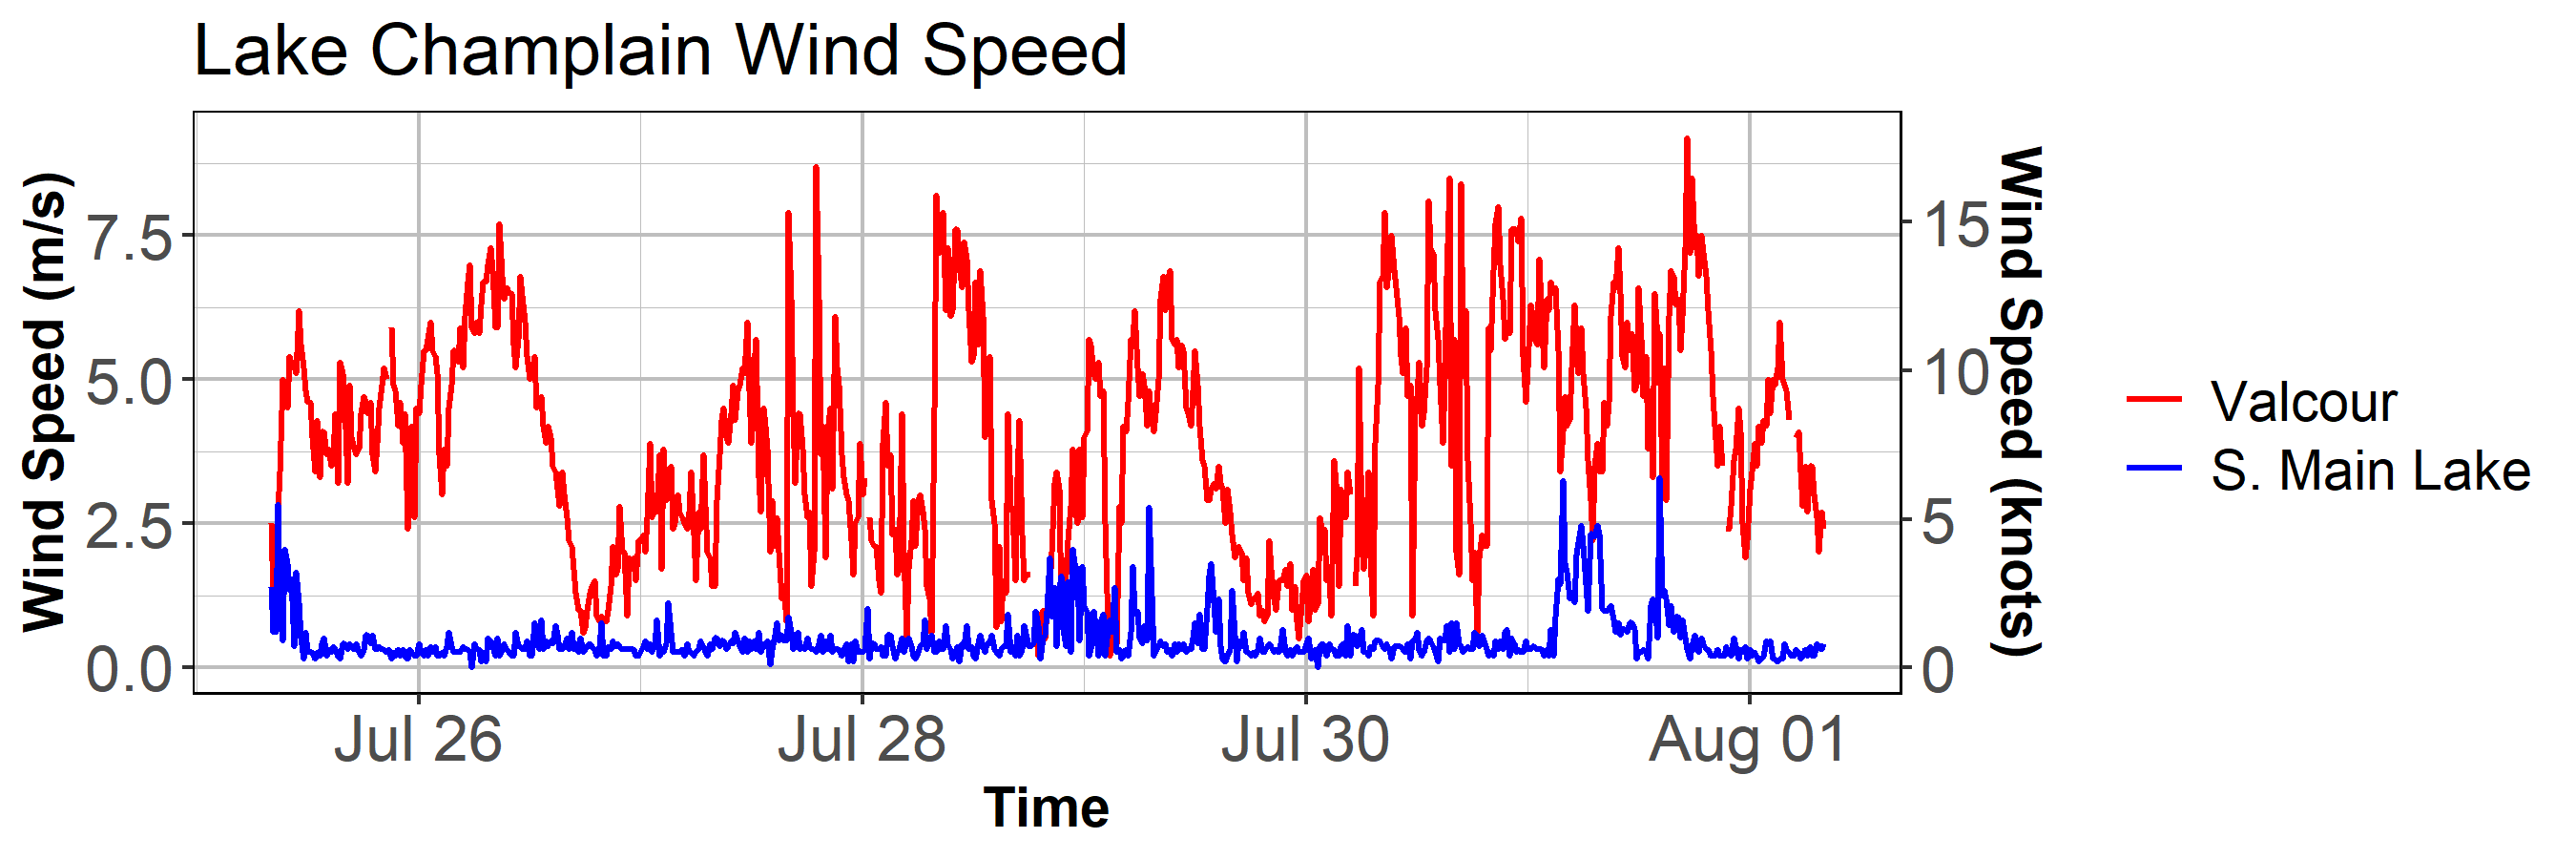 Lake Champlain Wind Speed
Wind Speed (m/s)
7.5
5.0
2.5
0.0
15
10
5
0
Wind Speed (knots)
Jul 26
Jul 28
Jul 30
Aug 01
Time
Valcour
S. Main Lake